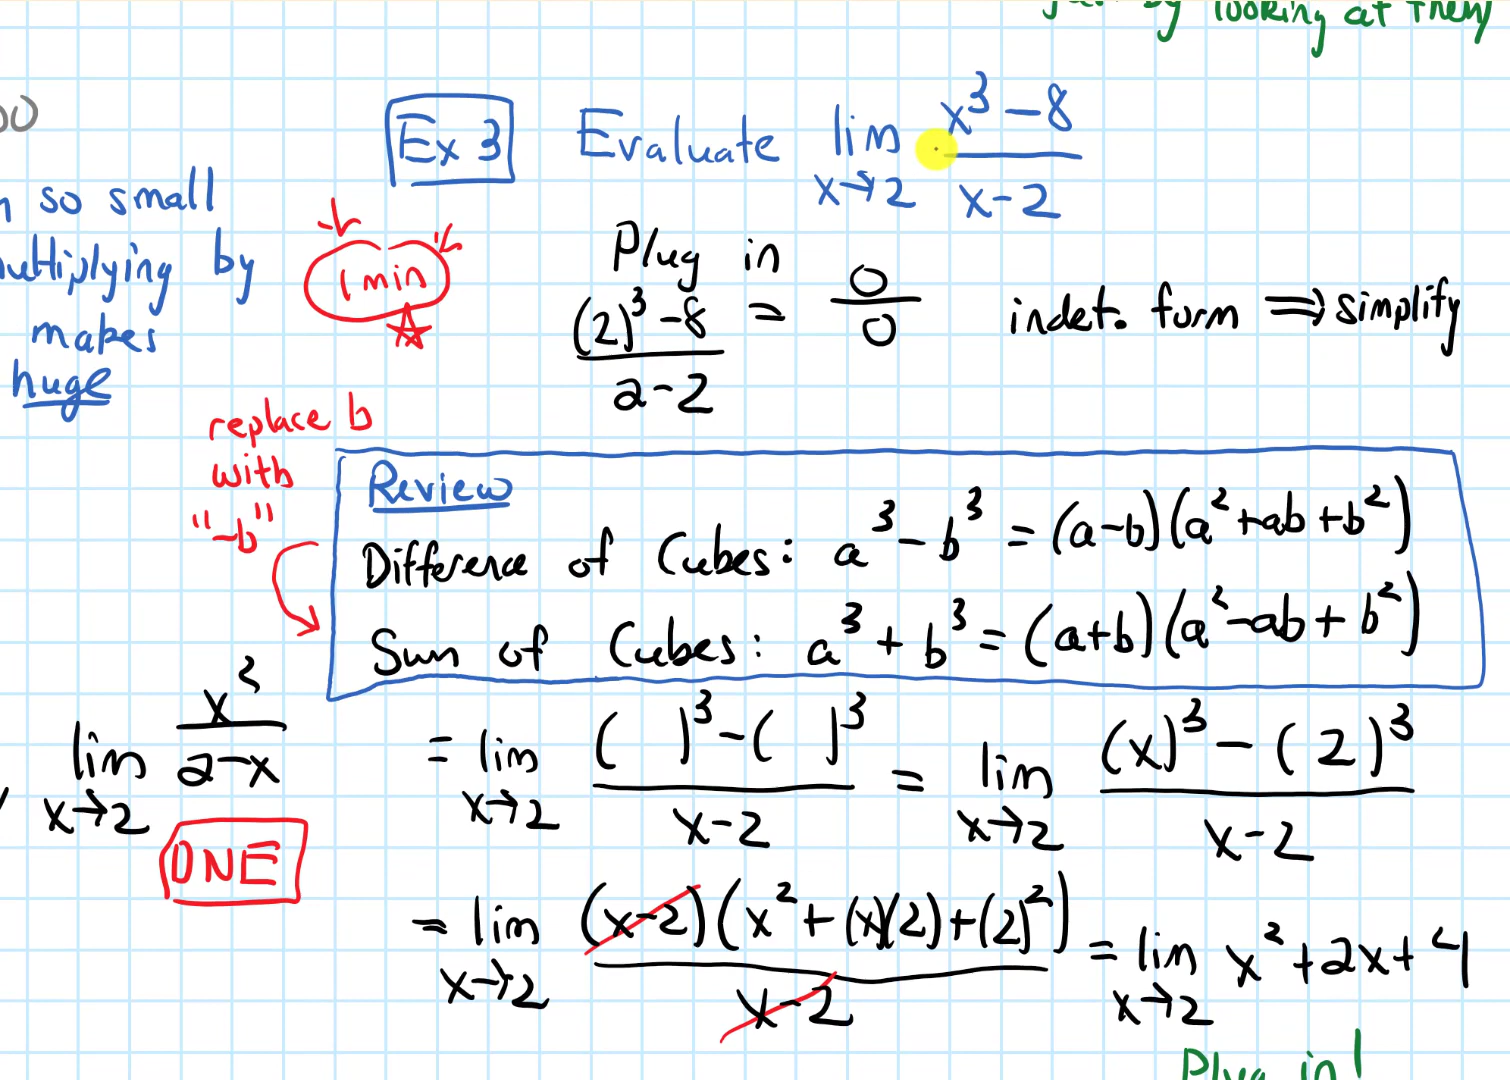 looking at them
Ex 3 Evaluate lim x→2 x³ - 8 / x - 2
so small
multiplying by
makes
huge
1 min
Plug in
(2)³ - 8 / 2 - 2 = 0 / 0 indet. form ⟹ simplify
replace b
with
"-b"
Review
Difference of Cubes: a³ - b³ = (a-b)(a² + ab + b²)
Sum of Cubes: a³ + b³ = (a+b)(a² - ab + b²)
lim x→2 x² / 2-x
DNE
= lim x→2 ( )³ - ( )³ / x - 2 = lim x→2 (x)³ - (2)³ / x - 2
= lim x→2 (x-2)(x² + (x)(2) + (2)²) / x - 2 = lim x→2 x² + 2x + 4
Plug in!